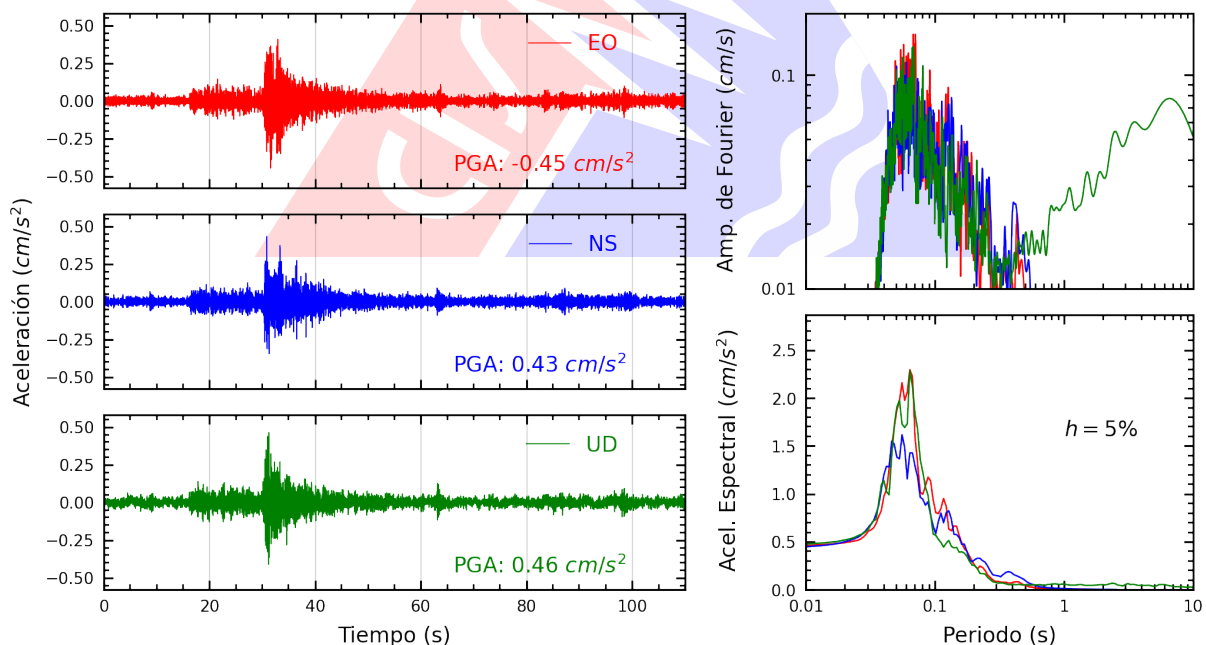 0.50
0.25
0.00
−0.25
−0.50
EO
PGA: -0.45 cm/s²
0.50
0.25
0.00
−0.25
−0.50
NS
PGA: 0.43 cm/s²
0.50
0.25
0.00
−0.25
−0.50
UD
PGA: 0.46 cm/s²
0 20 40 60 80 100
Tiempo (s)
Aceleración (cm/s²)
0.1
0.01
Amp. de Fourier (cm/s)
2.5
2.0
1.5
1.0
0.5
0.0
h = 5%
Acel. Espectral (cm/s²)
0.01 0.1 1 10
Periodo (s)